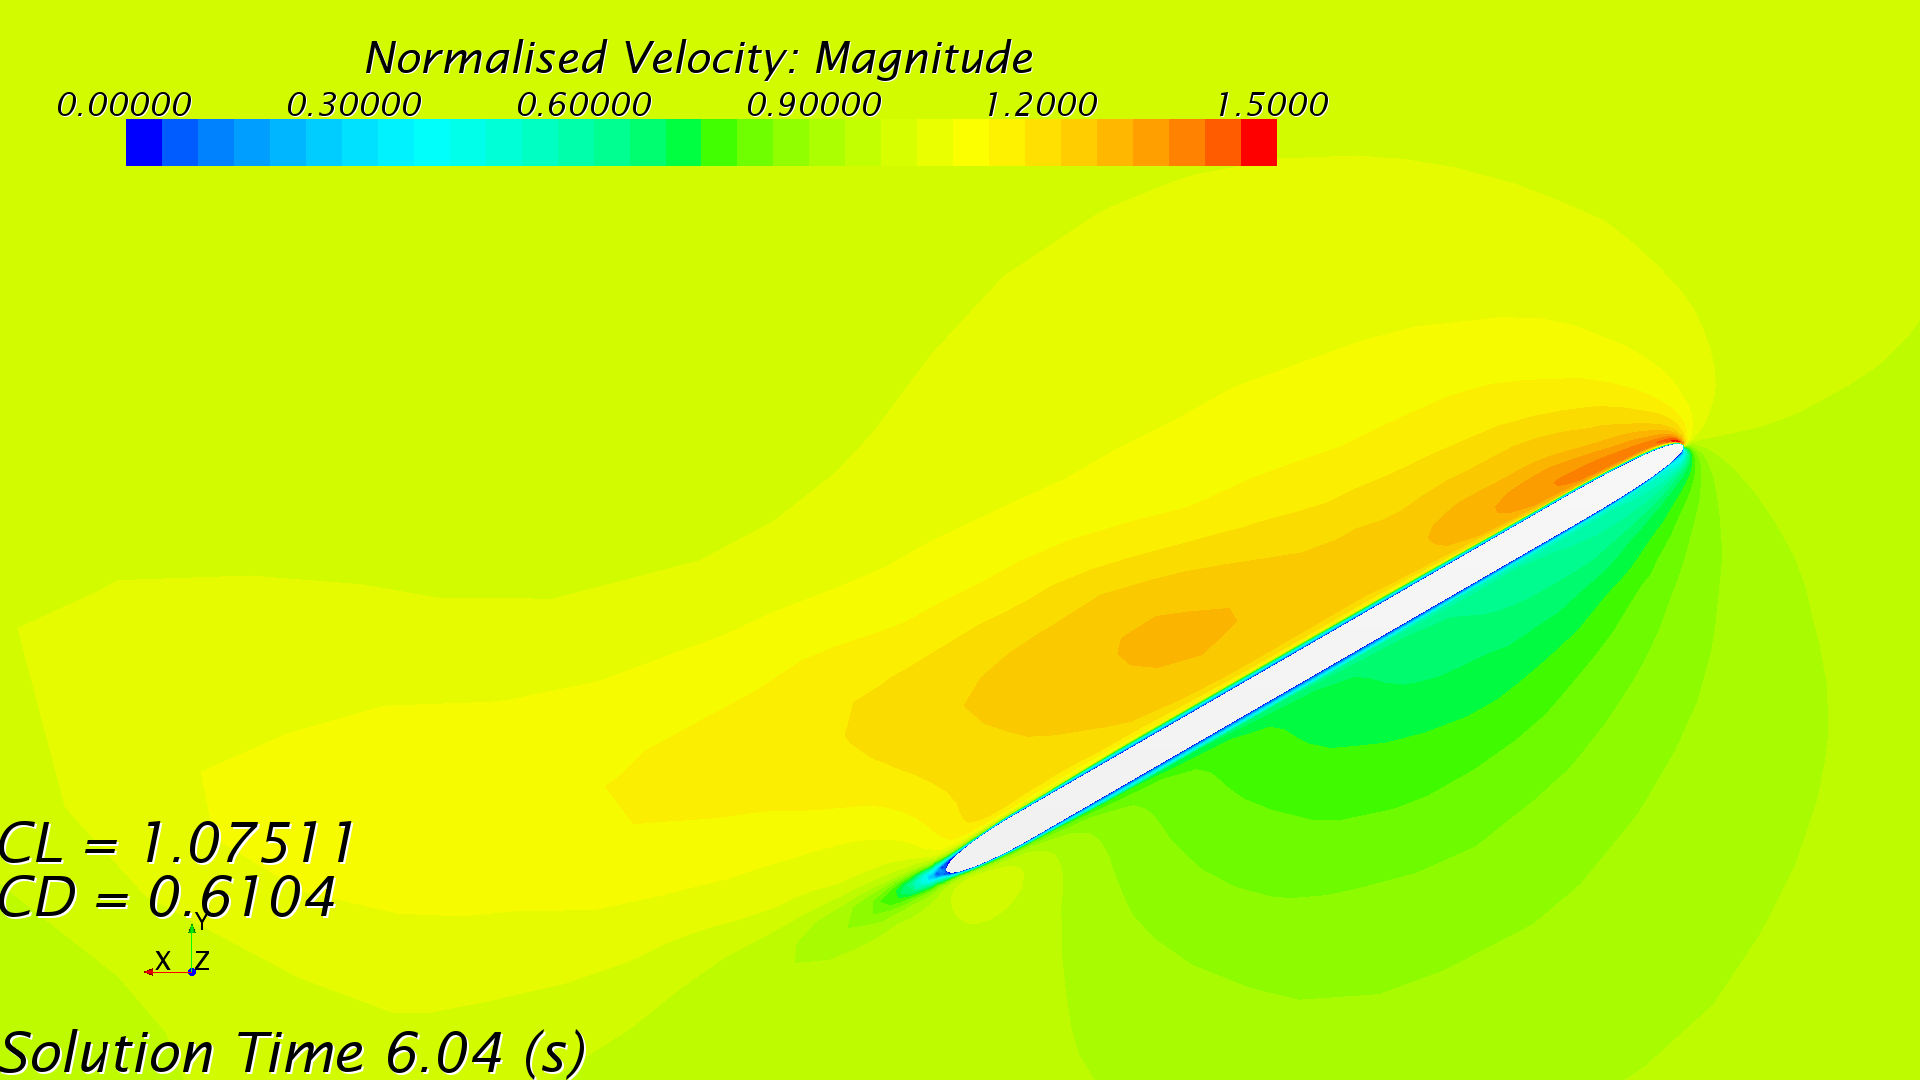 Normalised Velocity: Magnitude
0.00000 0.30000 0.60000 0.90000 1.2000 1.5000
CL = 1.07511
CD = 0.6104
Y
X Z
Solution Time 6.04 (s)